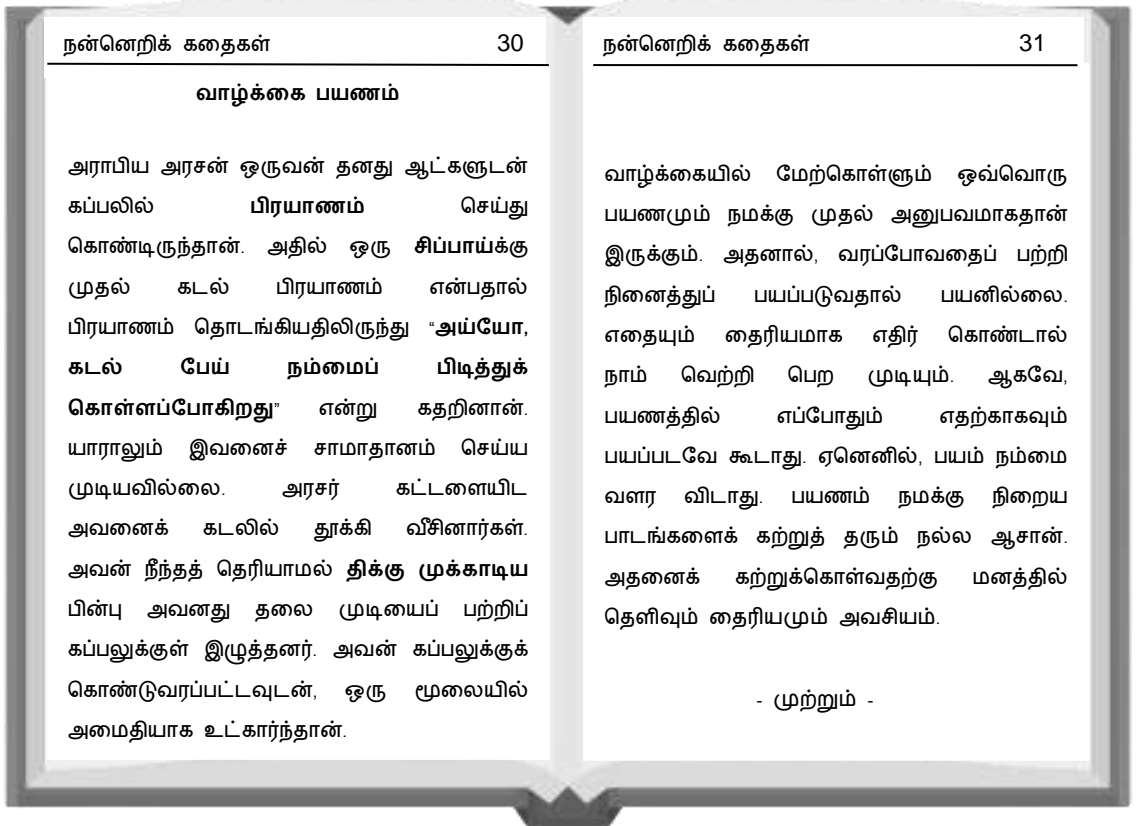 நன்னெறிக் கதைகள் 30
வாழ்க்கை பயணம்
அராபிய அரசன் ஒருவன் தனது ஆட்களுடன்
கப்பலில் பிரயாணம் செய்து
கொண்டிருந்தான். அதில் ஒரு சிப்பாய்க்கு
முதல் கடல் பிரயாணம் என்பதால்
பிரயாணம் தொடங்கியதிலிருந்து “அய்யோ,
கடல் பேய் நம்மைப் பிடித்துக்
கொள்ளப்போகிறது” என்று கதறினான்.
யாராலும் இவனைச் சாமாதானம் செய்ய
முடியவில்லை. அரசர் கட்டளையிட
அவனைக் கடலில் தூக்கி வீசினார்கள்.
அவன் நீந்தத் தெரியாமல் திக்கு முக்காடிய
பின்பு அவனது தலை முடியைப் பற்றிப்
கப்பலுக்குள் இழுத்தனர். அவன் கப்பலுக்குக்
கொண்டுவரப்பட்டவுடன், ஒரு மூலையில்
அமைதியாக உட்கார்ந்தான்.
நன்னெறிக் கதைகள் 31
வாழ்க்கையில் மேற்கொள்ளும் ஒவ்வொரு
பயணமும் நமக்கு முதல் அனுபவமாகதான்
இருக்கும். அதனால், வரப்போவதைப் பற்றி
நினைத்துப் பயப்படுவதால் பயனில்லை.
எதையும் தைரியமாக எதிர் கொண்டால்
நாம் வெற்றி பெற முடியும். ஆகவே,
பயணத்தில் எப்போதும் எதற்காகவும்
பயப்படவே கூடாது. ஏனெனில், பயம் நம்மை
வளர விடாது. பயணம் நமக்கு நிறைய
பாடங்களைக் கற்றுத் தரும் நல்ல ஆசான்.
அதனைக் கற்றுக்கொள்வதற்கு மனத்தில்
தெளிவும் தைரியமும் அவசியம்.
- முற்றும் -